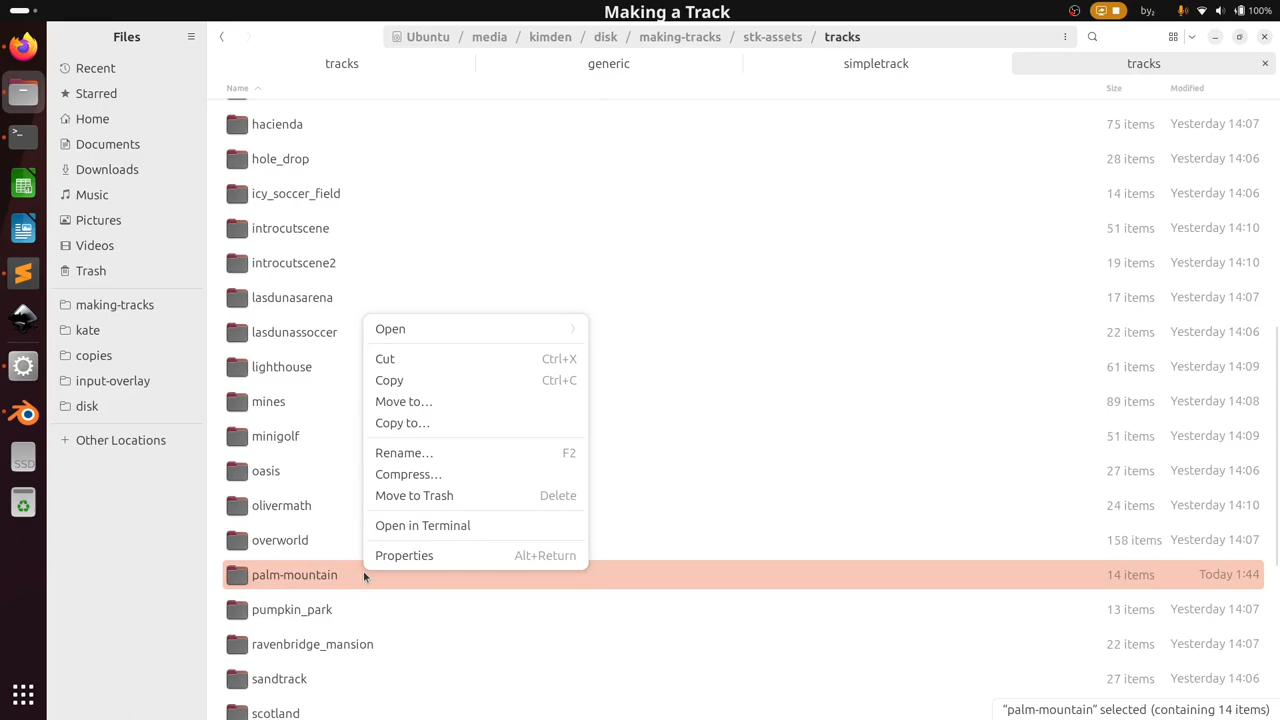 Making a Track
by₂
100%
Files
Ubuntu / media / kimden / disk / making-tracks / stk-assets / tracks
Recent
Starred
Home
Documents
Downloads
Music
Pictures
Videos
Trash
making-tracks
kate
copies
input-overlay
disk
Other Locations
SSD
tracks generic simpletrack tracks
Name Size Modified
hacienda 75 items Yesterday 14:07
hole_drop 28 items Yesterday 14:06
icy_soccer_field 14 items Yesterday 14:06
introcutscene 51 items Yesterday 14:10
introcutscene2 19 items Yesterday 14:10
lasdunasarena 17 items Yesterday 14:07
lasdunassoccer 22 items Yesterday 14:06
lighthouse 61 items Yesterday 14:09
mines 89 items Yesterday 14:08
minigolf 51 items Yesterday 14:09
oasis 27 items Yesterday 14:06
olivermath 24 items Yesterday 14:10
overworld 158 items Yesterday 14:07
palm-mountain 14 items Today 1:44
pumpkin_park 13 items Yesterday 14:07
ravenbridge_mansion 22 items Yesterday 14:07
sandtrack 27 items Yesterday 14:06
scotland
Open
Cut Ctrl+X
Copy Ctrl+C
Move to…
Copy to…
Rename… F2
Compress…
Move to Trash Delete
Open in Terminal
Properties Alt+Return
“palm-mountain” selected (containing 14 items)